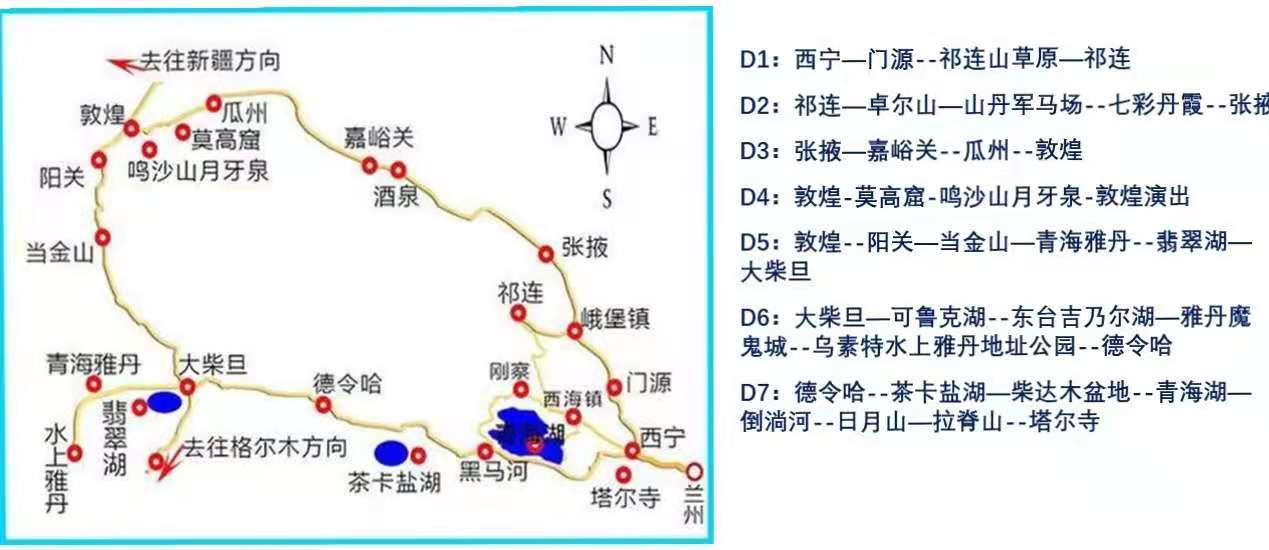 去往新疆方向
敦煌
瓜州
莫高窟
鸣沙山月牙泉
阳关
嘉峪关
酒泉
N
W
E
S
当金山
张掖
祁连
峨堡镇
青海雅丹
大柴旦
德令哈
刚察
西海镇
门源
翡翠湖
水上雅丹
去往格尔木方向
茶卡盐湖
黑马河
青海湖
西宁
塔尔寺
兰州
D1：西宁—门源--祁连山草原—祁连
D2：祁连—卓尔山—山丹军马场--七彩丹霞--张掖
D3：张掖—嘉峪关--瓜州--敦煌
D4：敦煌-莫高窟-鸣沙山月牙泉-敦煌演出
D5：敦煌--阳关—当金山—青海雅丹--翡翠湖—
大柴旦
D6：大柴旦—可鲁克湖--东台吉乃尔湖—雅丹魔
鬼城--乌素特水上雅丹地址公园--德令哈
D7：德令哈--茶卡盐湖—柴达木盆地--青海湖—
倒淌河--日月山—拉脊山--塔尔寺